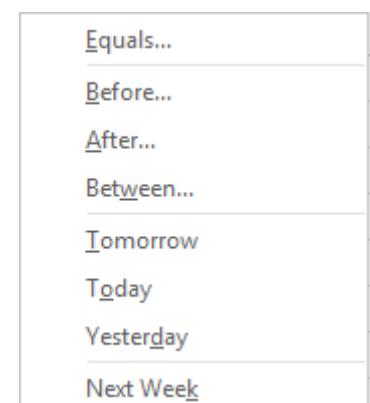 Equals...
Before...
After...
Between...
Tomorrow
Today
Yesterday
Next Week